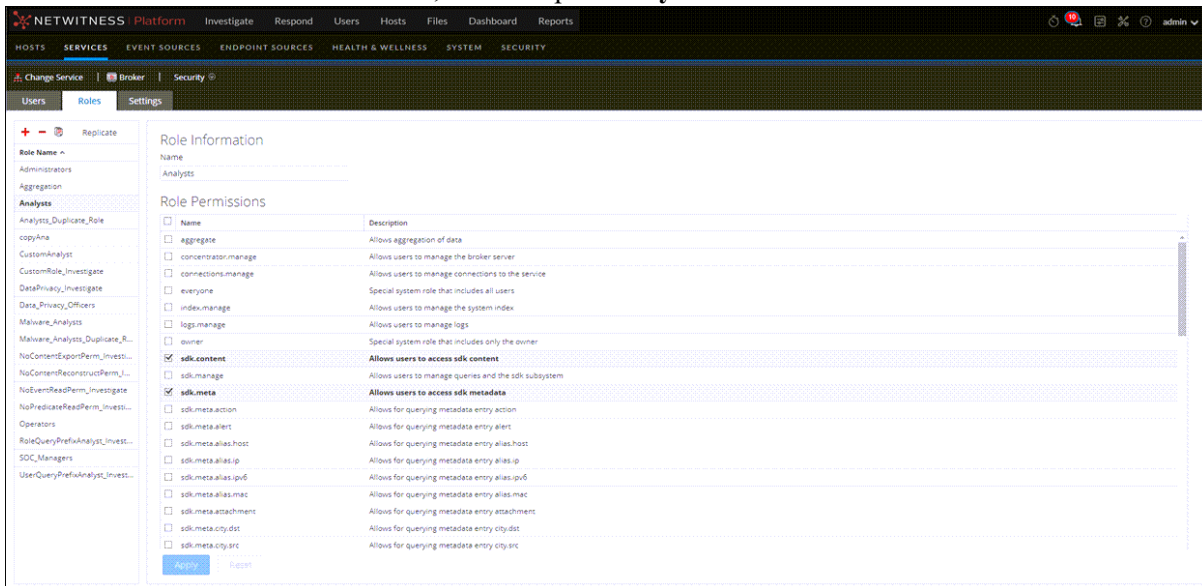 NETWITNESS Platform Investigate Respond Users Hosts Files Dashboard Reports 10 admin
HOSTS SERVICES EVENT SOURCES ENDPOINT SOURCES HEALTH & WELLNESS SYSTEM SECURITY
Change Service | Broker | Security
Users Roles Settings
Replicate
Role Name
Administrators
Aggregation
Analysts
Analysts_Duplicate_Role
copyAna
CustomAnalyst
CustomRole_Investigate
DataPrivacy_Investigate
Data_Privacy_Officers
Malware_Analysts
Malware_Analysts_Duplicate_R...
NoContentExportPerm_Investi...
NoContentReconstructPerm_I...
NoEventReadPerm_Investigate
NoPredicateReadPerm_Investi...
Operators
RoleQueryPrefixAnalyst_Invest...
SOC_Managers
UserQueryPrefixAnalyst_Invest...
Role Information
Name
Analysts
Role Permissions
Name Description
aggregate Allows aggregation of data
concentrator.manage Allows users to manage the broker server
connections.manage Allows users to manage connections to the service
everyone Special system role that includes all users
index.manage Allows users to manage the system index
logs.manage Allows users to manage logs
owner Special system role that includes only the owner
sdk.content Allows users to access sdk content
sdk.manage Allows users to manage queries and the sdk subsystem
sdk.meta Allows users to access sdk metadata
sdk.meta.action Allows for querying metadata entry action
sdk.meta.alert Allows for querying metadata entry alert
sdk.meta.alias.host Allows for querying metadata entry alias.host
sdk.meta.alias.ip Allows for querying metadata entry alias.ip
sdk.meta.alias.ipv6 Allows for querying metadata entry alias.ipv6
sdk.meta.alias.mac Allows for querying metadata entry alias.mac
sdk.meta.attachment Allows for querying metadata entry attachment
sdk.meta.city.dst Allows for querying metadata entry city.dst
sdk.meta.city.src Allows for querying metadata entry city.src
Apply Reset